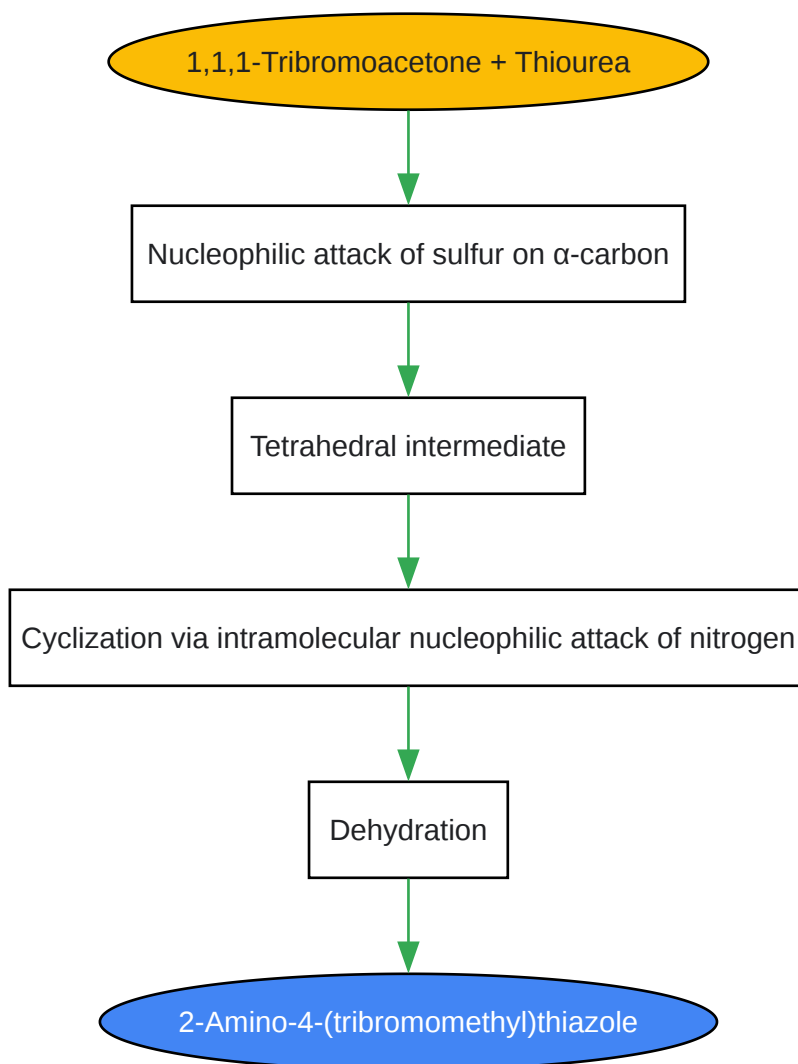 1,1,1-Tribromoacetone + Thiourea
Nucleophilic attack of sulfur on α-carbon
Tetrahedral intermediate
Cyclization via intramolecular nucleophilic attack of nitrogen
Dehydration
2-Amino-4-(tribromomethyl)thiazole